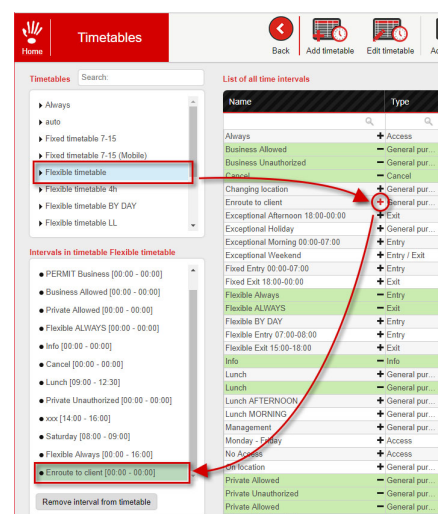 Home
Timetables
Back
Add timetable
Edit timetable
Timetables
Search:
Always
auto
Fixed timetable 7-15
Fixed timetable 7-15 (Mobile)
Flexible timetable
Flexible timetable 4h
Flexible timetable BY DAY
Flexible timetable LL
Intervals in timetable Flexible timetable
PERMIT Business [00:00 - 00:00]
Business Allowed [00:00 - 00:00]
Private Allowed [00:00 - 00:00]
Flexible ALWAYS [00:00 - 00:00]
Info [00:00 - 00:00]
Cancel [00:00 - 00:00]
Lunch [09:00 - 12:30]
Private Unauthorized [00:00 - 00:00]
xxx [14:00 - 16:00]
Saturday [08:00 - 09:00]
Flexible Always [00:00 - 16:00]
Enroute to client [00:00 - 00:00]
Remove interval from timetable
List of all time intervals
Name Type
Always + Access
Business Allowed − General pur...
Business Unauthorized − General pur...
Cancel − Cancel
Changing location + General pur...
Enroute to client + General pur...
Exceptional Afternoon 18:00-00:00 + Exit
Exceptional Holiday + General pur...
Exceptional Morning 00:00-07:00 + Entry
Exceptional Weekend + Entry / Exit
Fixed Entry 00:00-07:00 + Entry
Fixed Exit 18:00-00:00 + Exit
Flexible Always − Entry
Flexible ALWAYS − Exit
Flexible BY DAY + Entry
Flexible Entry 07:00-08:00 + Entry
Flexible Exit 15:00-18:00 + Exit
Info − Info
Lunch + General pur...
Lunch − General pur...
Lunch AFTERNOON + General pur...
Lunch MORNING + General pur...
Management + General pur...
Monday - Friday + Access
No Access + Access
On location + General pur...
Private Allowed − General pur...
Private Unauthorized − General pur...
Private Allowed − General pur...